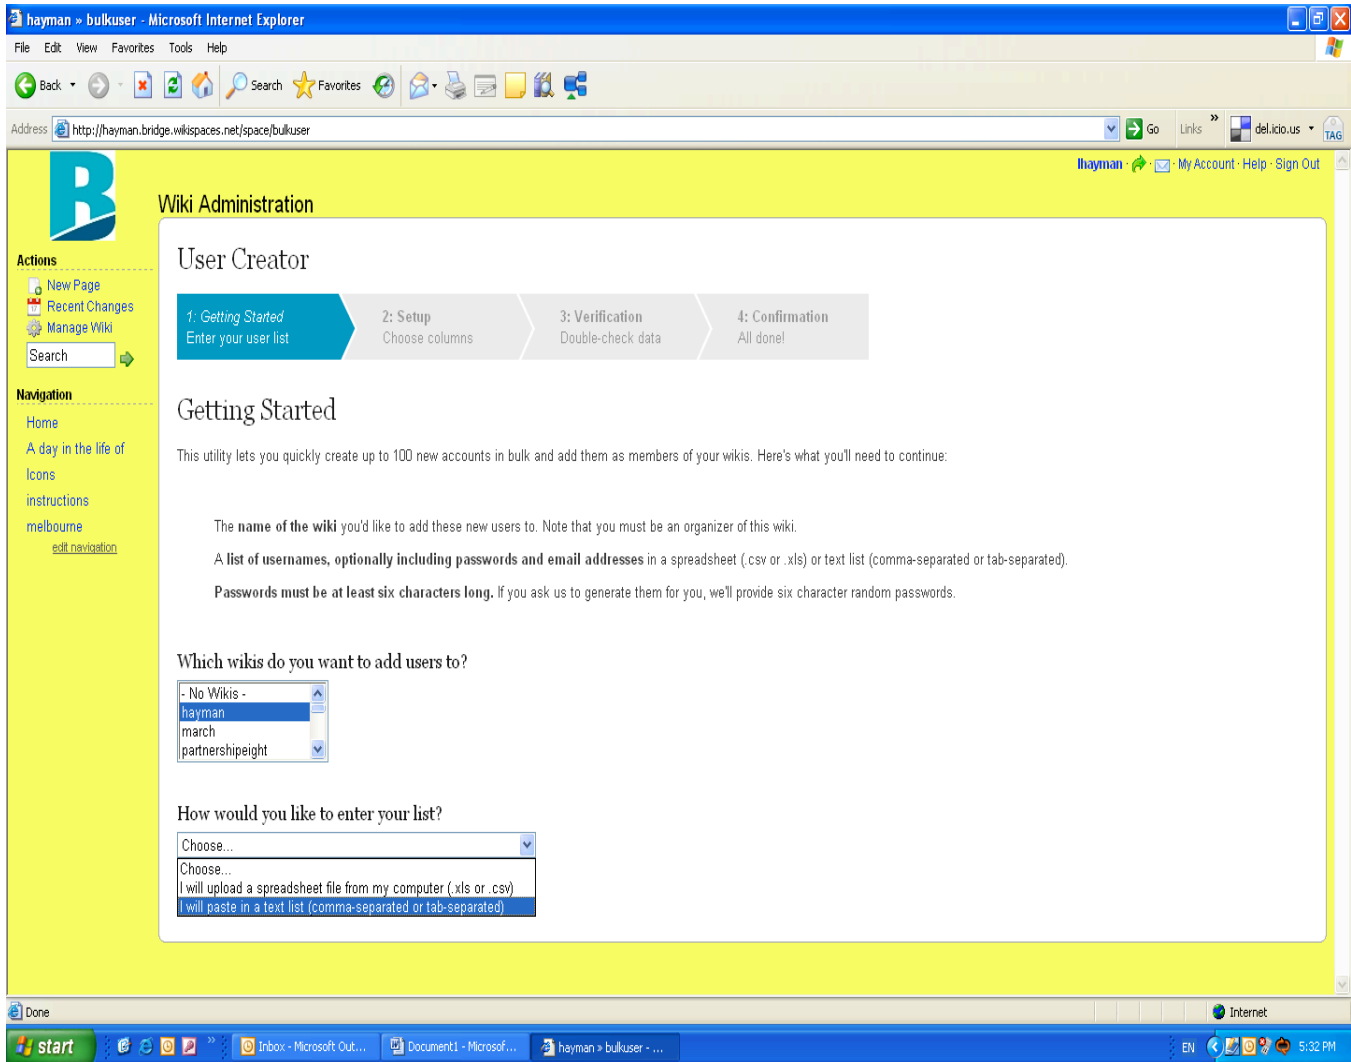 hayman » bulkuser - Microsoft Internet Explorer
File Edit View Favorites Tools Help
Back Search Favorites
Address http://hayman.bridge.wikispaces.net/space/bulkuser Go Links » del.icio.us TAG
B
lhayman · · · My Account · Help · Sign Out
Wiki Administration
Actions
New Page
Recent Changes
Manage Wiki
Search
Navigation
Home
A day in the life of
Icons
instructions
melbourne
edit navigation
User Creator
1: Getting Started
Enter your user list
2: Setup
Choose columns
3: Verification
Double-check data
4: Confirmation
All done!
Getting Started
This utility lets you quickly create up to 100 new accounts in bulk and add them as members of your wikis. Here's what you'll need to continue:
The name of the wiki you'd like to add these new users to. Note that you must be an organizer of this wiki.
A list of usernames, optionally including passwords and email addresses in a spreadsheet (.csv or .xls) or text list (comma-separated or tab-separated).
Passwords must be at least six characters long. If you ask us to generate them for you, we'll provide six character random passwords.
Which wikis do you want to add users to?
- No Wikis -
hayman
march
partnershipeight
How would you like to enter your list?
Choose...
Choose...
I will upload a spreadsheet file from my computer (.xls or .csv)
I will paste in a text list (comma-separated or tab-separated)
Done Internet
start » Inbox - Microsoft Out... Document1 - Microsof... hayman » bulkuser - ... EN 5:32 PM